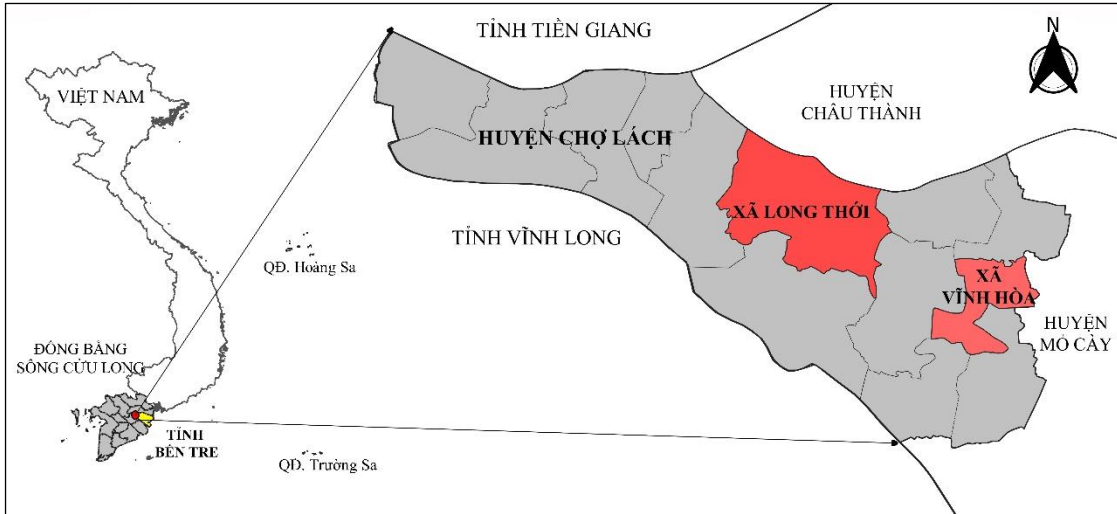 TỈNH TIỀN GIANG
N
VIỆT NAM
HUYỆN
CHÂU THÀNH
HUYỆN CHỢ LÁCH
XÃ LONG THỚI
TỈNH VĨNH LONG
QĐ. Hoàng Sa
XÃ
VĨNH HÒA
HUYỆN
MỎ CÀY
ĐỒNG BẰNG
SÔNG CỬU LONG
TỈNH
BẾN TRE
QĐ. Trường Sa